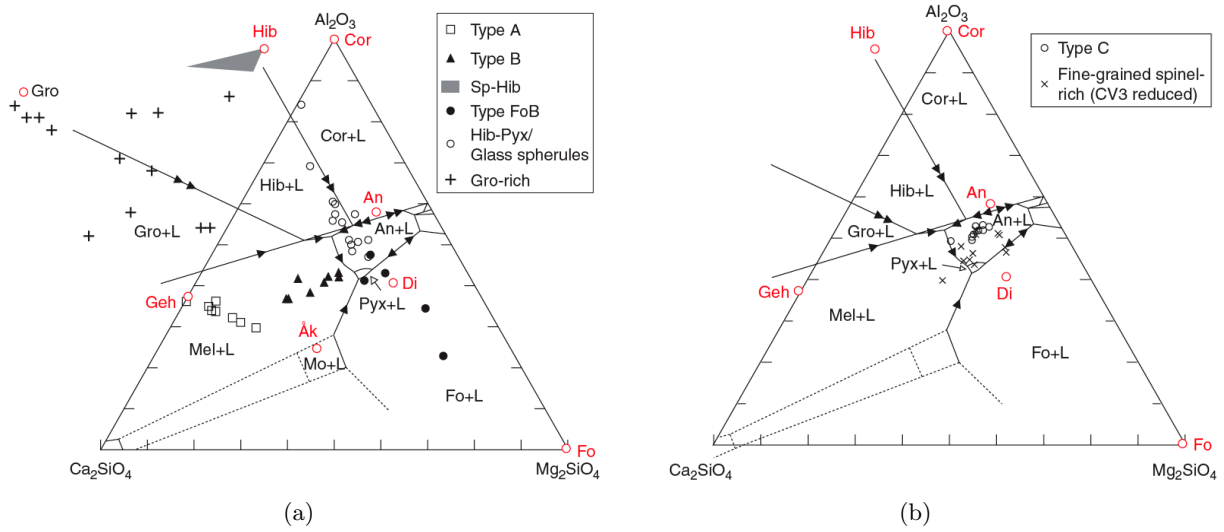 Al₂O₃
Hib
Cor
Gro
Cor+L
Hib+L
An
An+L
Gro+L
Di
Pyx+L
Geh
Mel+L
Åk
Mo+L
Fo+L
Fo
Ca₂SiO₄
Mg₂SiO₄
Type A
Type B
Sp-Hib
Type FoB
Hib-Pyx/
Glass spherules
Gro-rich
(a)
Al₂O₃
Hib
Cor
Cor+L
Hib+L
An
An+L
Gro+L
Pyx+L
Di
Geh
Mel+L
Fo+L
Fo
Ca₂SiO₄
Mg₂SiO₄
Type C
Fine-grained spinel-
rich (CV3 reduced)
(b)